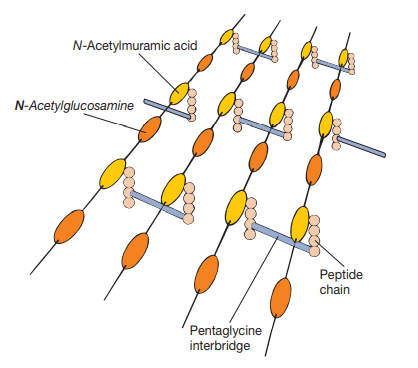 N-Acetylmuramic acid
N-Acetylglucosamine
Peptide
chain
Pentaglycine
interbridge